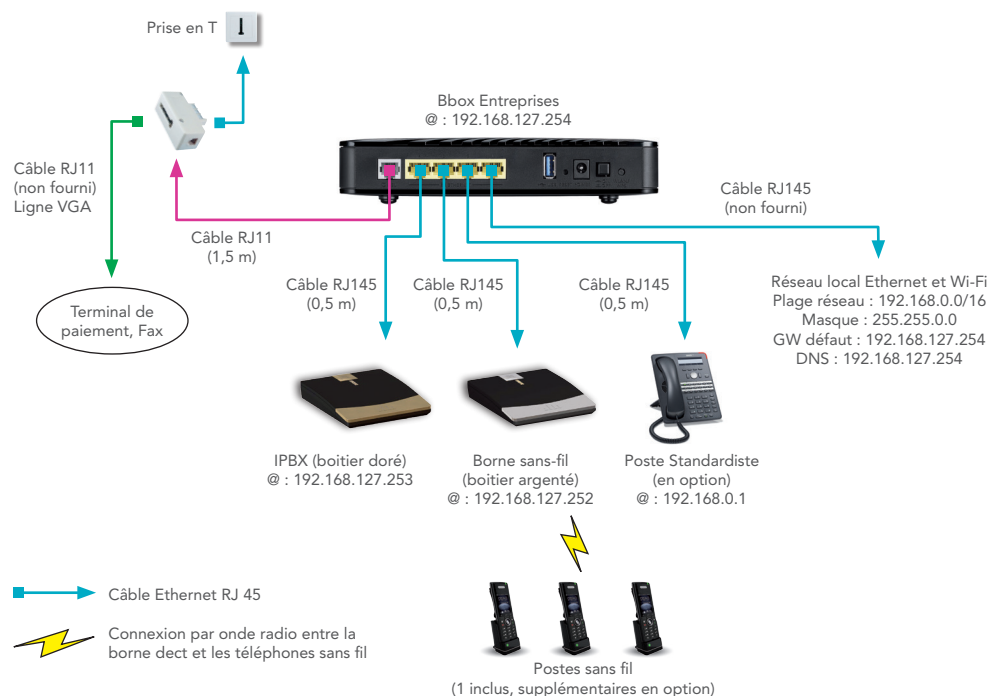 Prise en T
Bbox Entreprises
@ : 192.168.127.254
Câble RJ11
(non fourni)
Ligne VGA
Câble RJ11
(1,5 m)
Câble RJ145
(non fourni)
Câble RJ145
(0,5 m)
Câble RJ145
(0,5 m)
Câble RJ145
(0,5 m)
Terminal de
paiement, Fax
Réseau local Ethernet et Wi-Fi
Plage réseau : 192.168.0.0/16
Masque : 255.255.0.0
GW défaut : 192.168.127.254
DNS : 192.168.127.254
IPBX (boitier doré)
@ : 192.168.127.253
Borne sans-fil
(boitier argenté)
@ : 192.168.127.252
Poste Standardiste
(en option)
@ : 192.168.0.1
Câble Ethernet RJ 45
Connexion par onde radio entre la
borne dect et les téléphones sans fil
Postes sans fil
(1 inclus, supplémentaires en option)